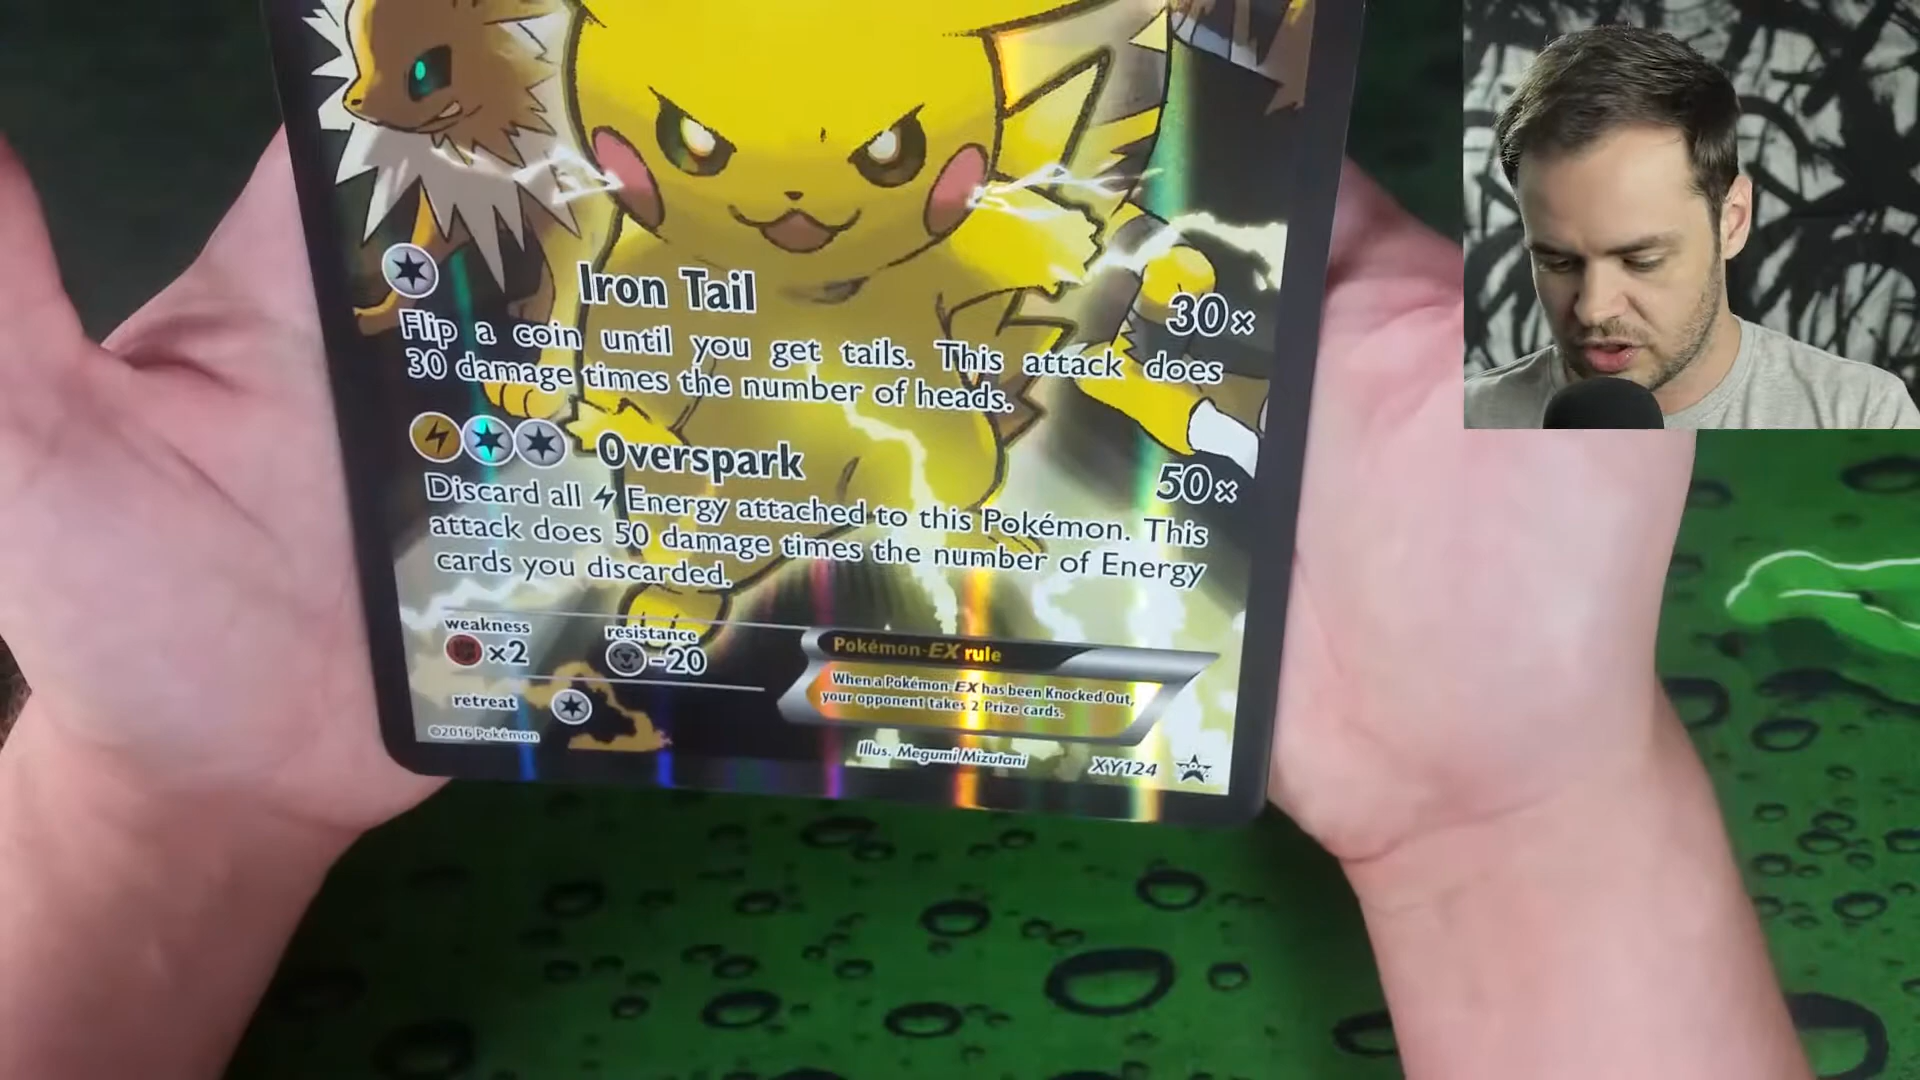 Iron Tail 30×
Flip a coin until you get tails. This attack does
30 damage times the number of heads.
Overspark 50×
Discard all Energy attached to this Pokémon. This
attack does 50 damage times the number of Energy
cards you discarded.
weakness resistance
×2 -20
Pokémon-EX rule
When a Pokémon-EX has been Knocked Out,
your opponent takes 2 Prize cards.
retreat
©2016 Pokémon
Illus. Megumi Mizutani XY124